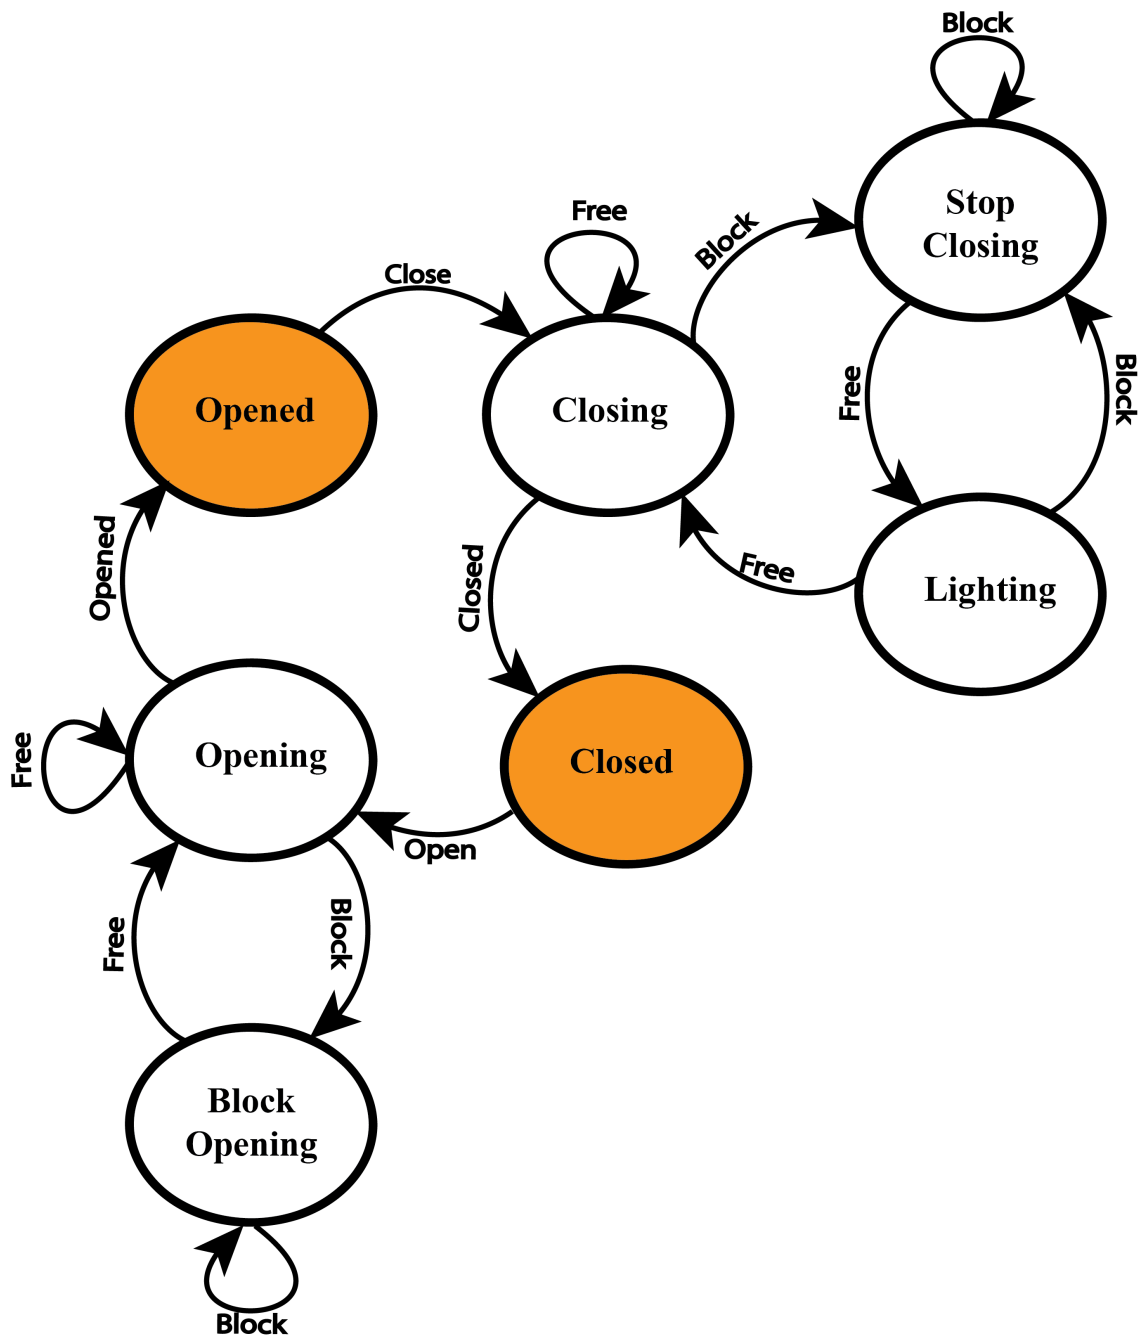 Block
Stop
Closing
Free
Block
Close
Opened
Closing
Free
Block
Opened
Closed
Free
Lighting
Free
Opening
Closed
Open
Free
Block
Block
Opening
Block